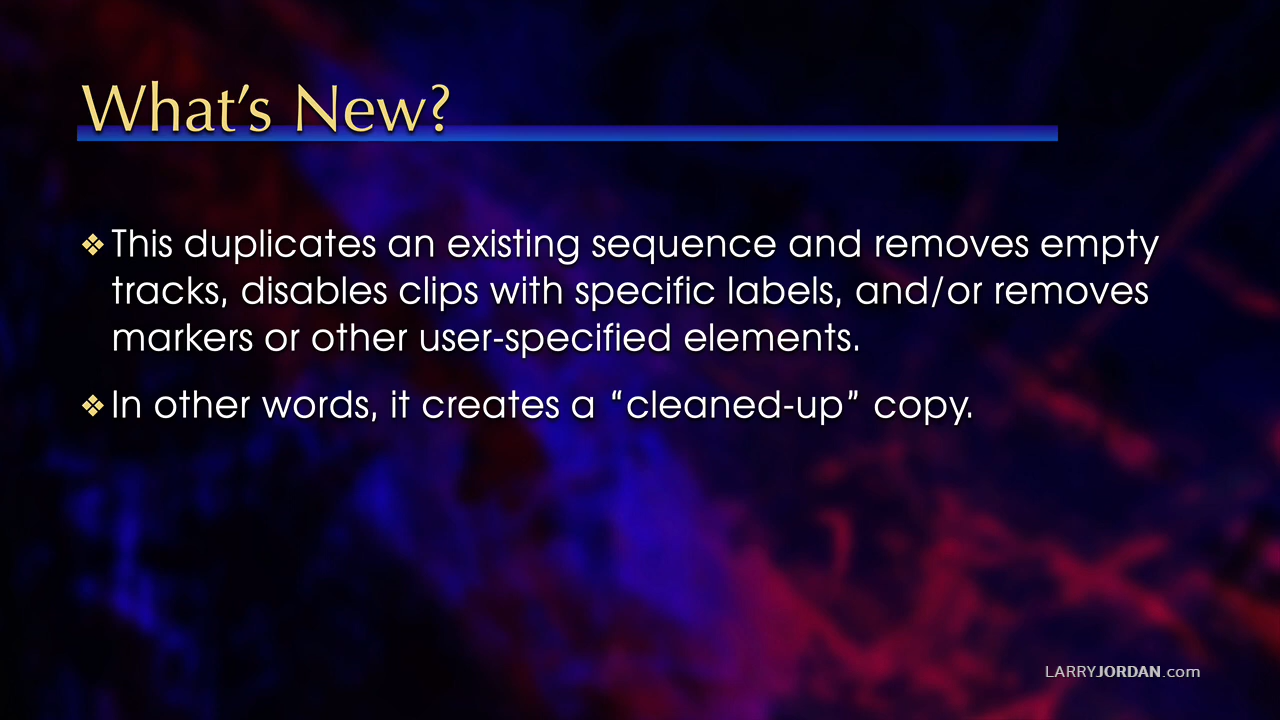 What’s New?
❖ This duplicates an existing sequence and removes empty
tracks, disables clips with specific labels, and/or removes
markers or other user-specified elements.
❖ In other words, it creates a “cleaned-up” copy.
LARRYJORDAN.com